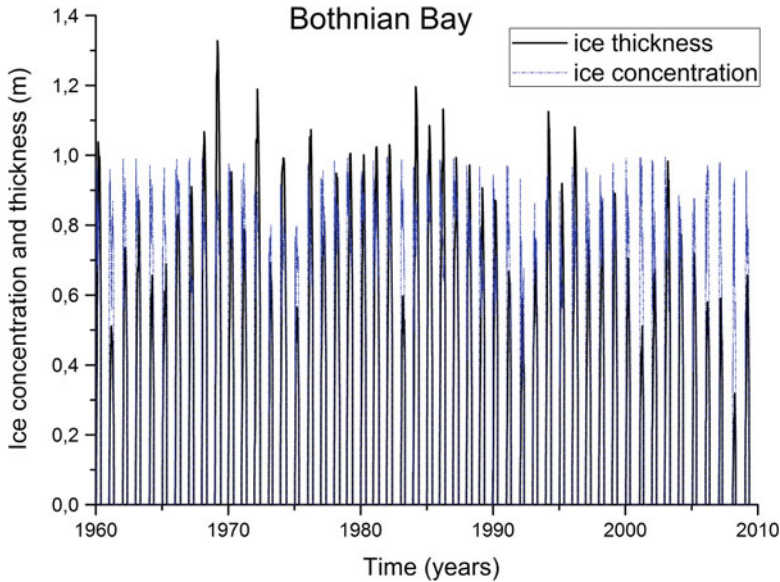 Bothnian Bay
ice thickness
ice concentration
Ice concentration and thickness (m)
1,4
1,2
1,0
0,8
0,6
0,4
0,2
0,0
1960 1970 1980 1990 2000 2010
Time (years)